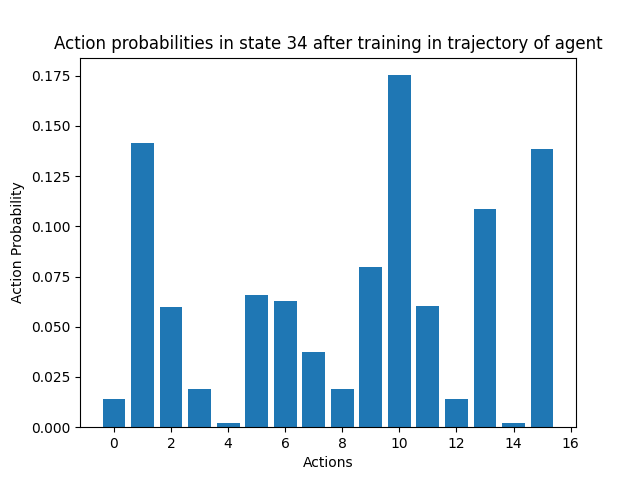 Action probabilities in state 34 after training in trajectory of agent
0.175
0.150
0.125
0.100
0.075
0.050
0.025
0.000
Action Probability
0 2 4 6 8 10 12 14 16
Actions